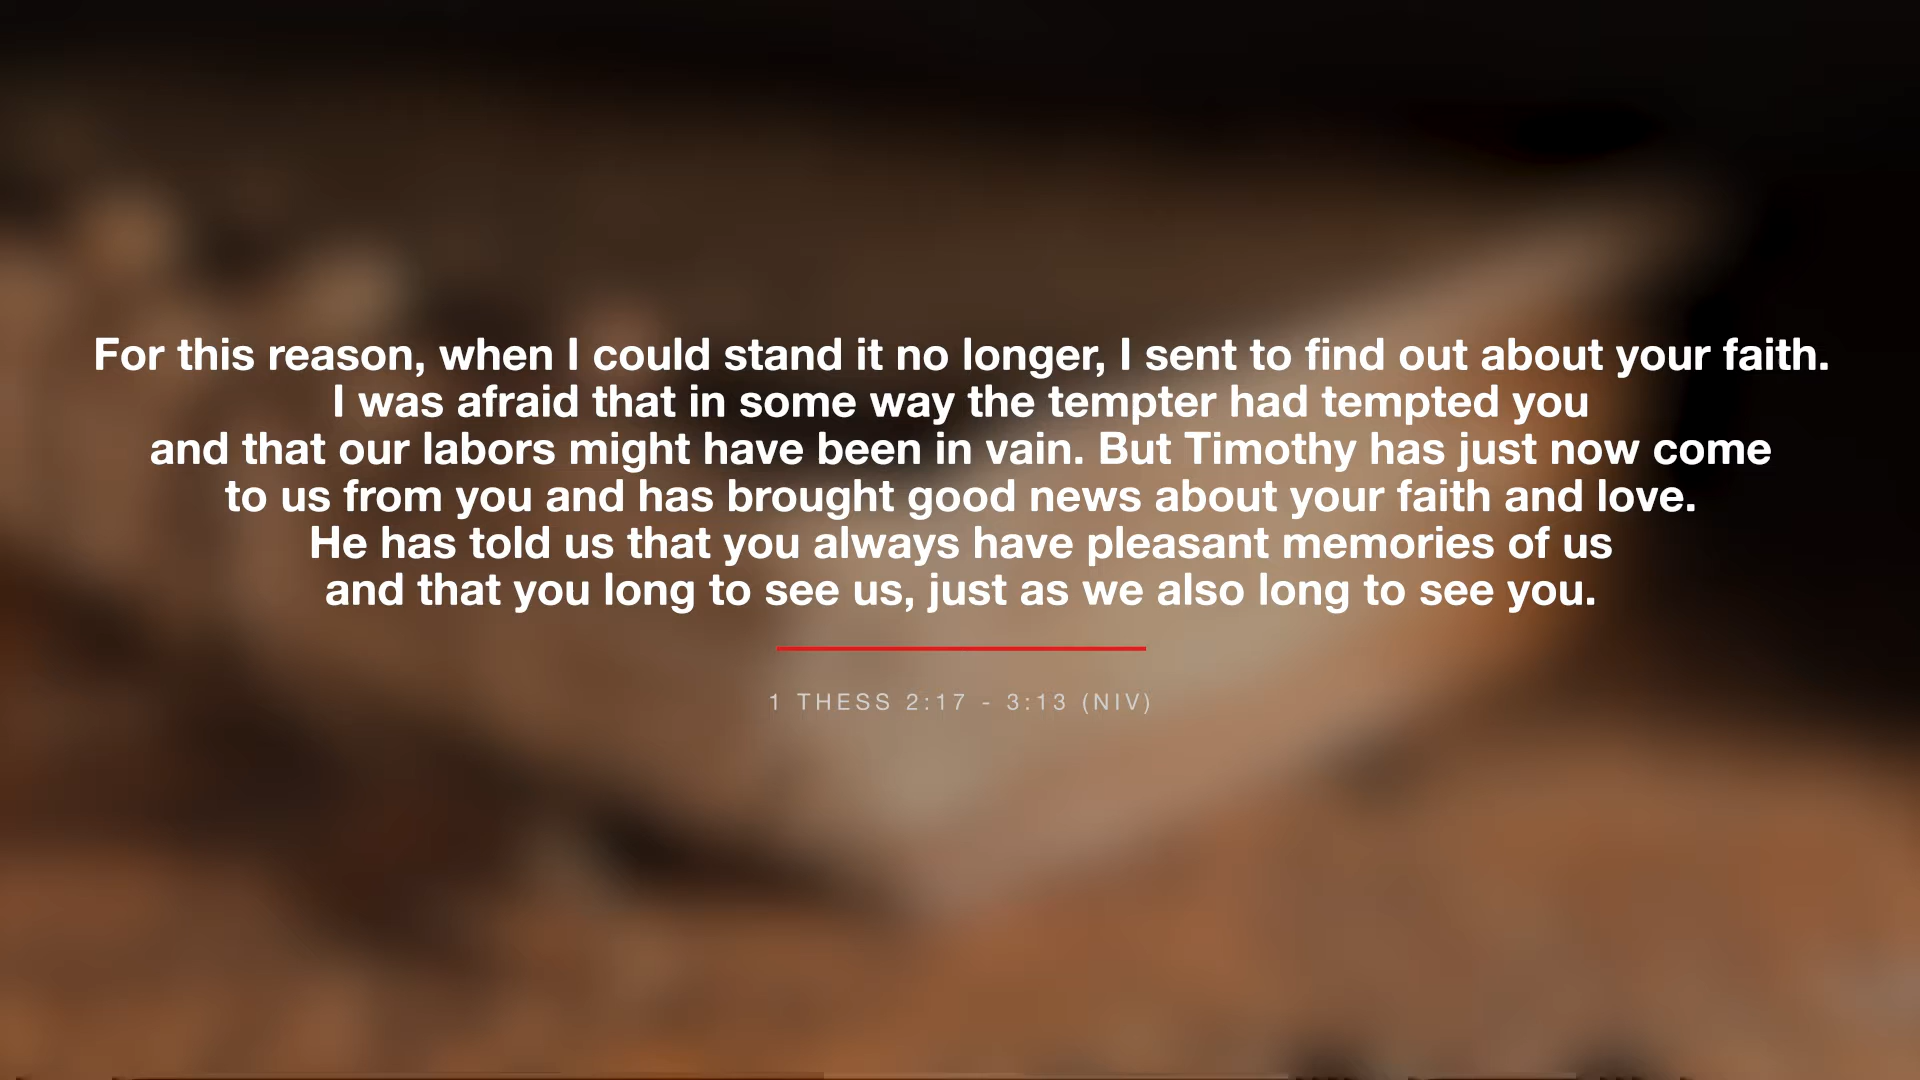 For this reason, when I could stand it no longer, I sent to find out about your faith.
I was afraid that in some way the tempter had tempted you
and that our labors might have been in vain. But Timothy has just now come
to us from you and has brought good news about your faith and love.
He has told us that you always have pleasant memories of us
and that you long to see us, just as we also long to see you.
1 THESS 2:17 - 3:13 (NIV)